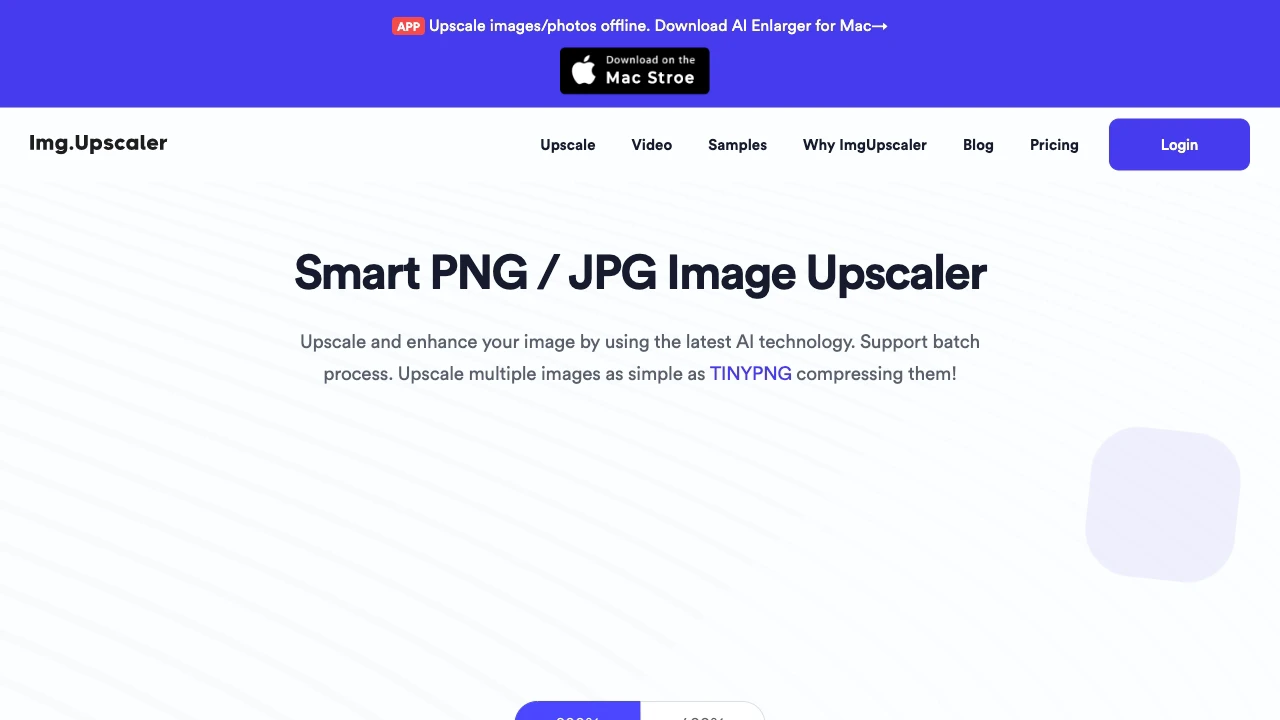 APP Upscale images/photos offline. Download AI Enlarger for Mac→
Download on the
Mac Stroe
Img.Upscaler
Upscale
Video
Samples
Why ImgUpscaler
Blog
Pricing
Login
Smart PNG / JPG Image Upscaler
Upscale and enhance your image by using the latest AI technology. Support batch
process. Upscale multiple images as simple as TINYPNG compressing them!